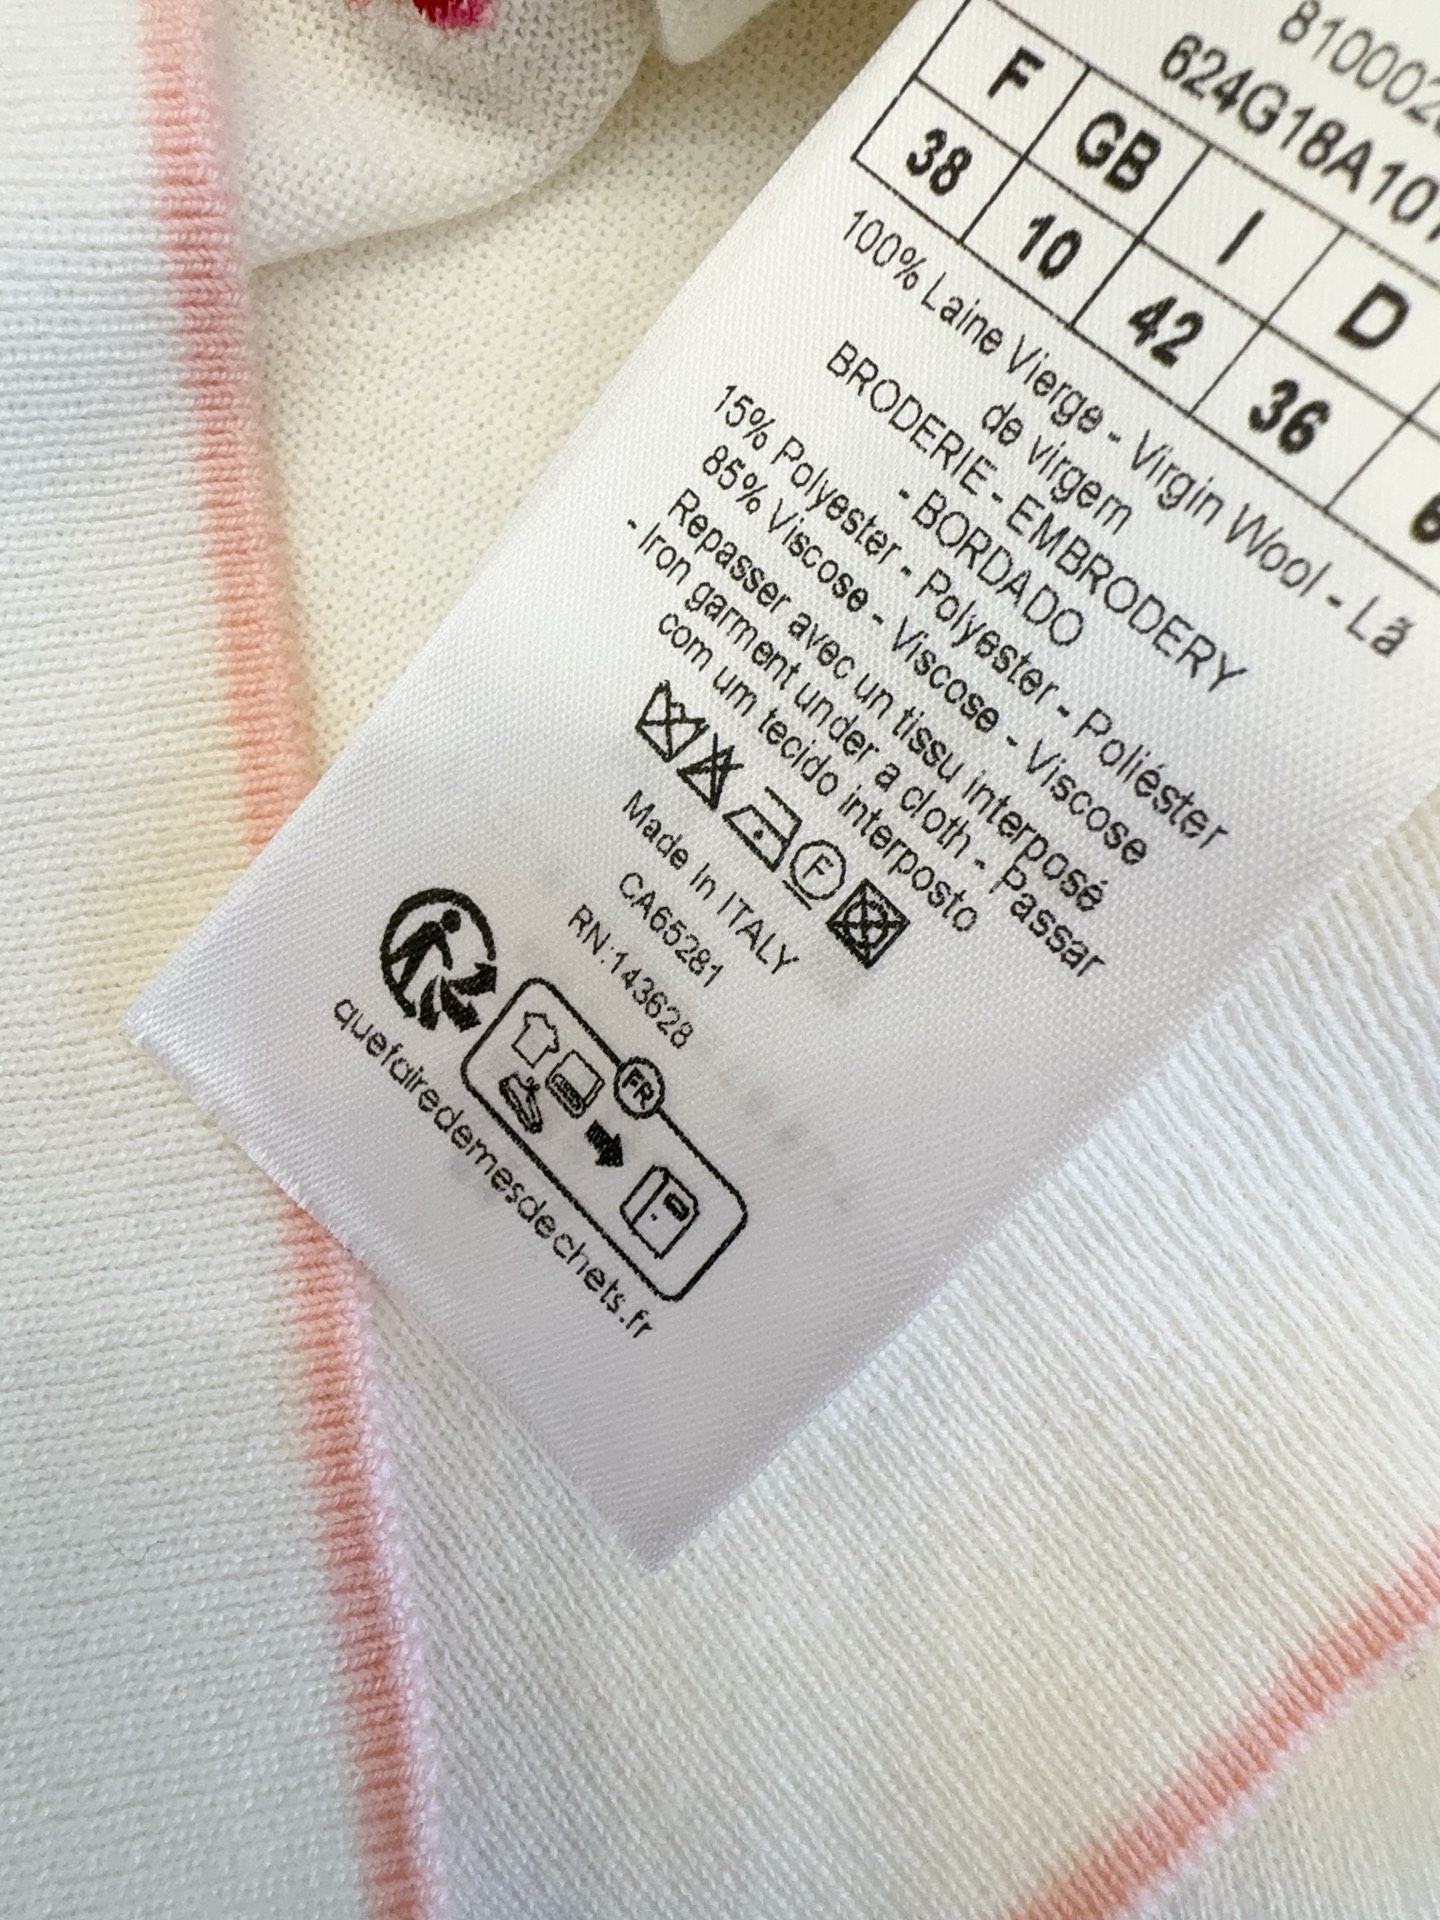 624G18A101
F GB I D
38 10 42 36
100% Laine Vierge - Virgin Wool - Lã
de virgem
BRODERIE - EMBRODERY
- BORDADO
15% Polyester - Polyester - Poliéster
85% Viscose - Viscose - Viscose
Repasser avec un tissu interposé
- Iron garment under a cloth - Passar
com um tecido interposto
F
Made In ITALY
CA65281
RN:143628
FR
quefairedemesdechets.fr